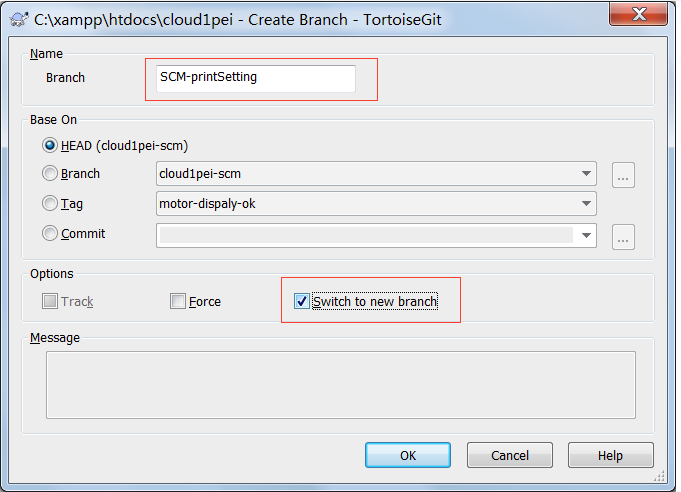 C:\xampp\htdocs\cloud1pei - Create Branch - TortoiseGit
Name
Branch
SCM-printSetting
Base On
HEAD (cloud1pei-scm)
Branch
cloud1pei-scm
...
Tag
motor-dispaly-ok
Commit
...
Options
Track
Force
Switch to new branch
Message
OK
Cancel
Help